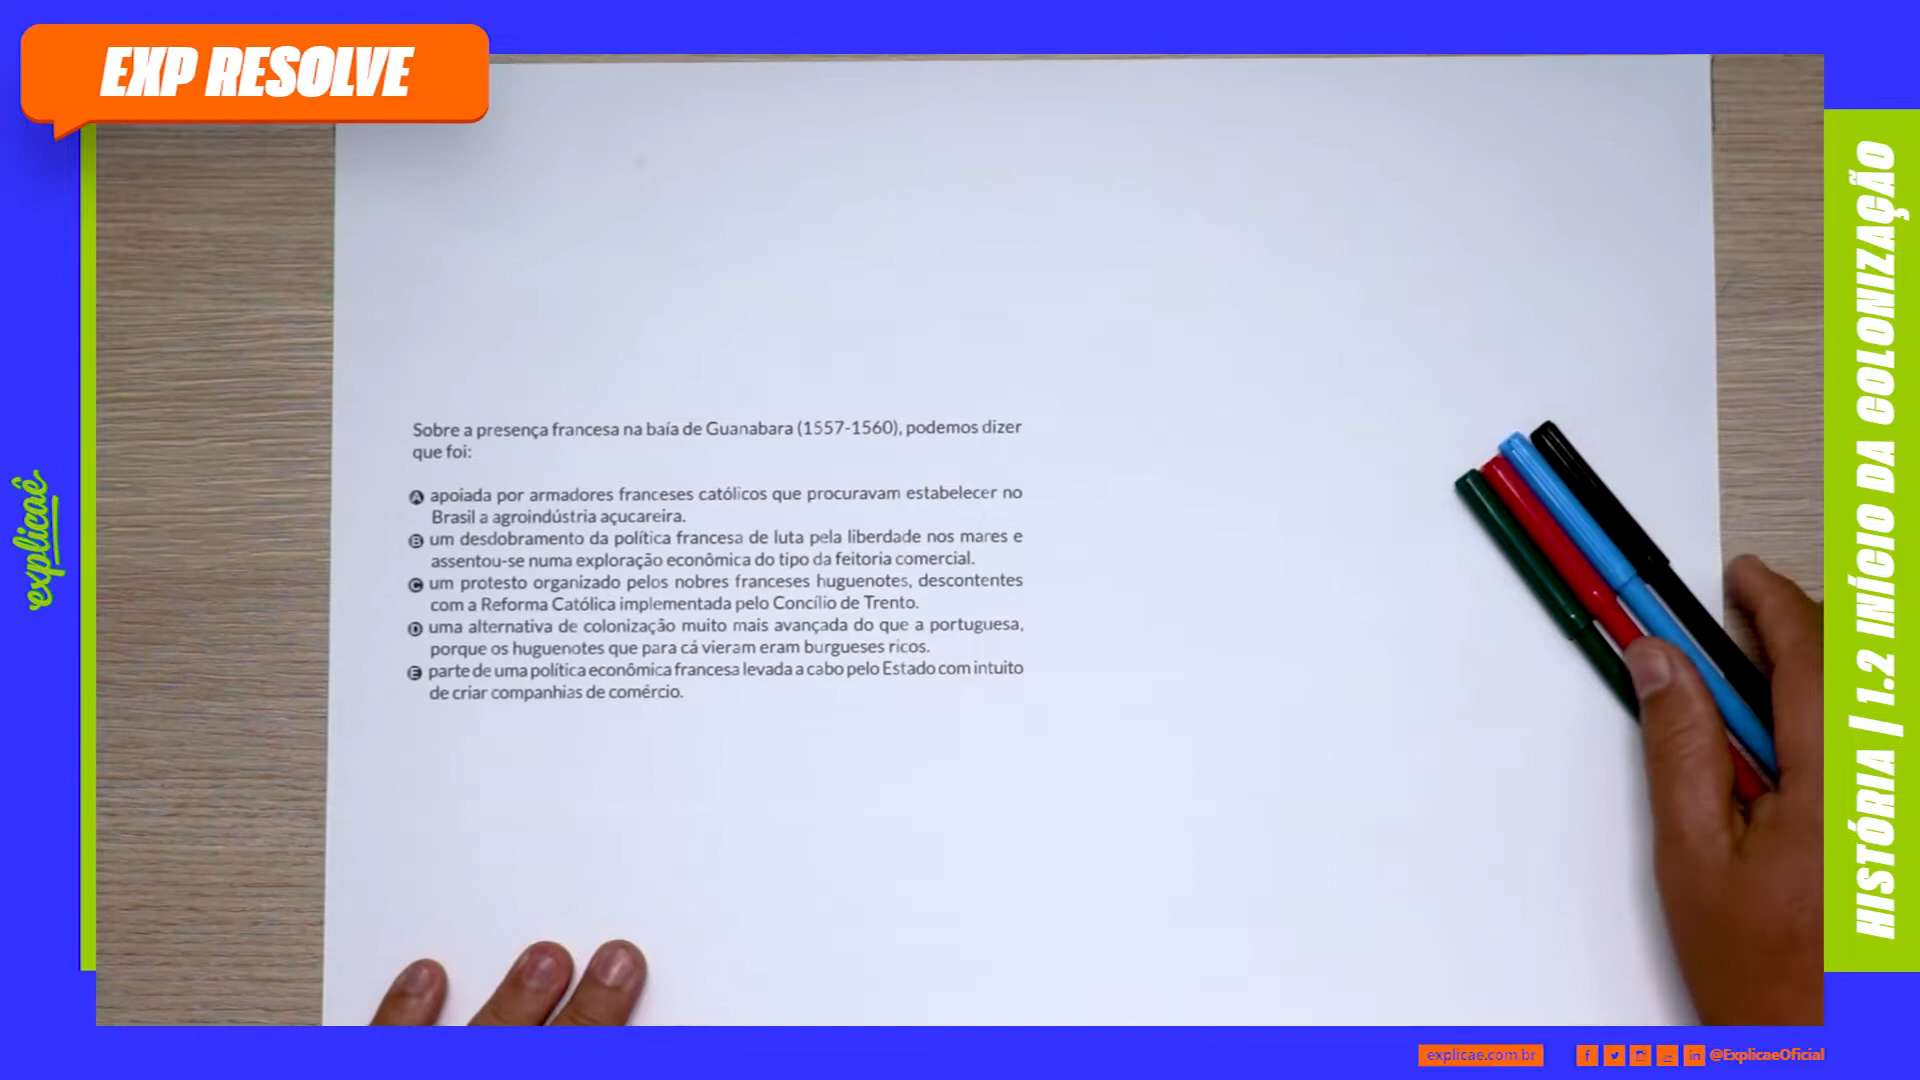 EXP RESOLVE
Sobre a presença francesa na baía de Guanabara (1557-1560), podemos dizer
que foi:
A apoiada por armadores franceses católicos que procuravam estabelecer no
Brasil a agroindústria açucareira.
B um desdobramento da política francesa de luta pela liberdade nos mares e
assentou-se numa exploração econômica do tipo da feitoria comercial.
C um protesto organizado pelos nobres franceses huguenotes, descontentes
com a Reforma Católica implementada pelo Concílio de Trento.
D uma alternativa de colonização muito mais avançada do que a portuguesa,
porque os huguenotes que para cá vieram eram burgueses ricos.
E parte de uma política econômica francesa levada a cabo pelo Estado com intuito
de criar companhias de comércio.
explicaê
HISTÓRIA | 1.2 INÍCIO DA COLONIZAÇÃO
explicae.com.br
@ExplicaeOficial